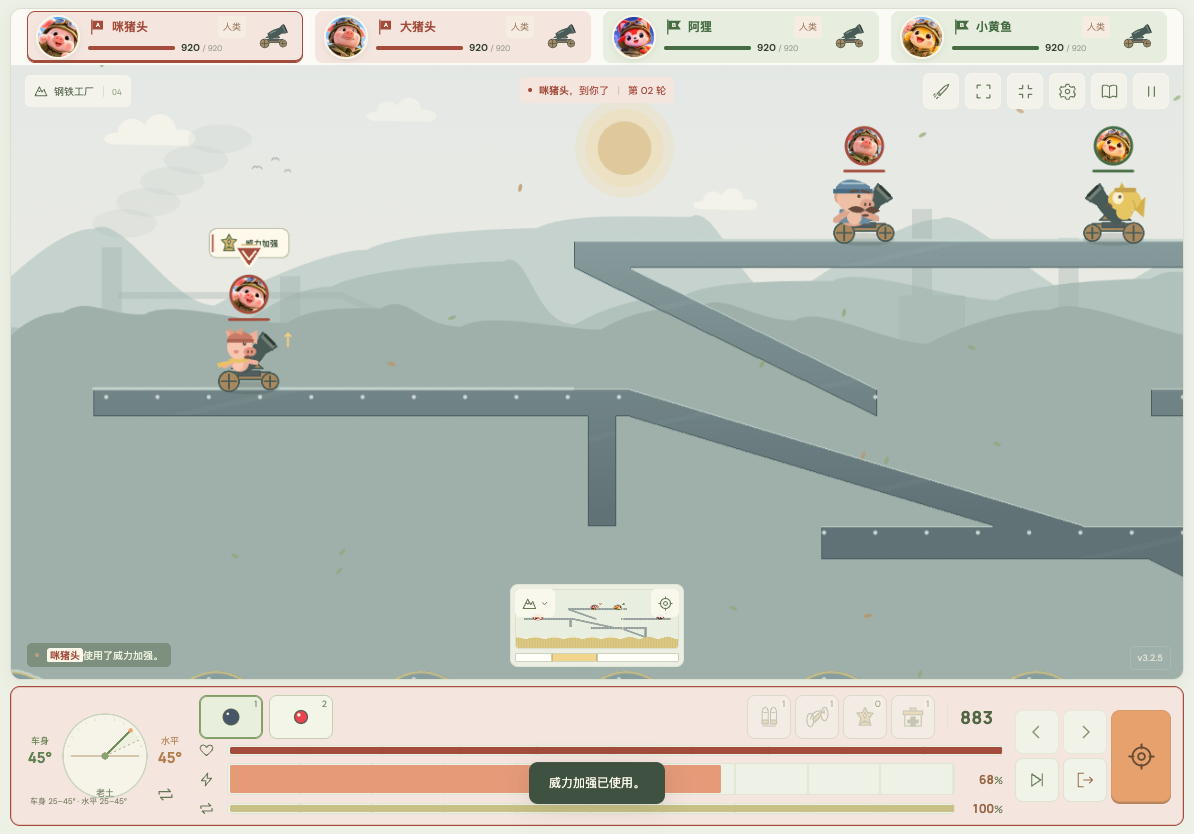 咪猪头 人类 920 / 920
大猪头 人类 920 / 920
阿狸 人类 920 / 920
小黄鱼 人类 920 / 920
钢铁工厂 04
咪猪头，到你了 第 02 轮
威力加强
咪猪头使用了威力加强。
v3.2.5
1 2 1 1 0 1 883
车身 45°
水平 45°
老土
车身 25–45° · 水平 25–45°
68%
威力加强已使用。
100%